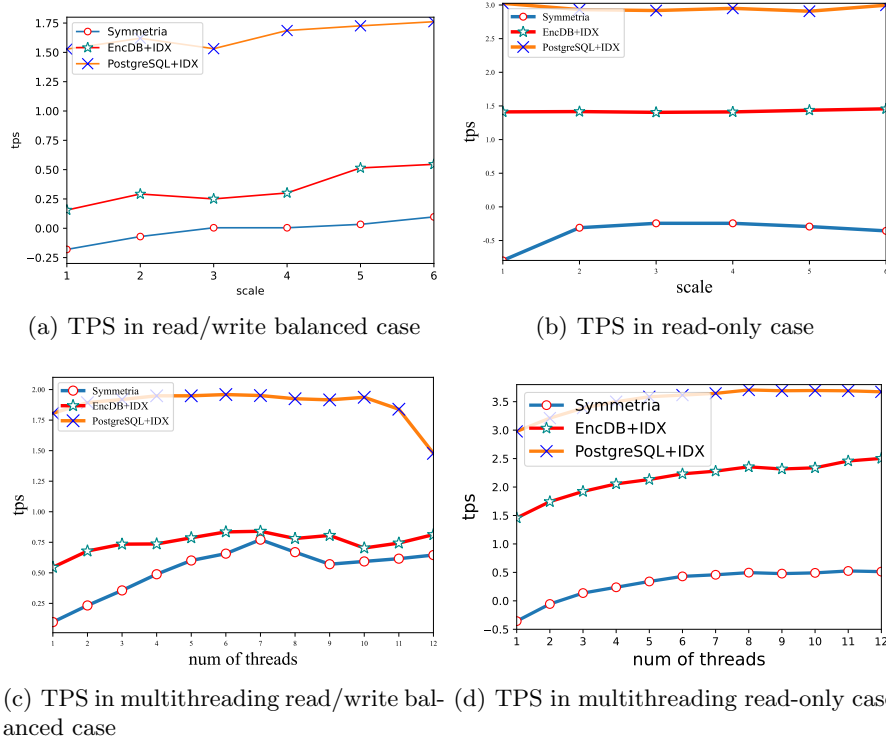 1.75
1.50
1.25
1.00
0.75
0.50
0.25
0.00
−0.25
tps
Symmetria
EncDB+IDX
PostgreSQL+IDX
1 2 3 4 5 6
scale
(a) TPS in read/write balanced case
3.0
2.5
2.0
1.5
1.0
0.5
0.0
-0.5
tps
Symmetria
EncDB+IDX
PostgreSQL+IDX
1 2 3 4 5 6
scale
(b) TPS in read-only case
2.00
1.75
1.50
1.25
1.00
0.75
0.50
0.25
tps
Symmetria
EncDB+IDX
PostgreSQL+IDX
1 2 3 4 5 6 7 8 9 10 11 12
num of threads
(c) TPS in multithreading read/write bal-
anced case
3.5
3.0
2.5
2.0
1.5
1.0
0.5
0.0
−0.5
tps
Symmetria
EncDB+IDX
PostgreSQL+IDX
1 2 3 4 5 6 7 8 9 10 11 12
num of threads
(d) TPS in multithreading read-only case